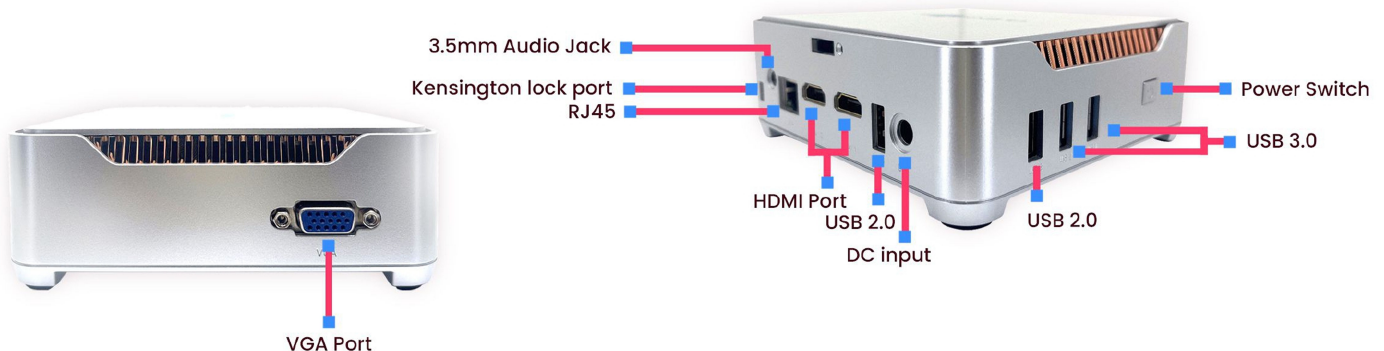 3.5mm Audio Jack
Kensington lock port
RJ45
Power Switch
USB 3.0
HDMI Port
USB 2.0
USB 2.0
DC input
VGA Port